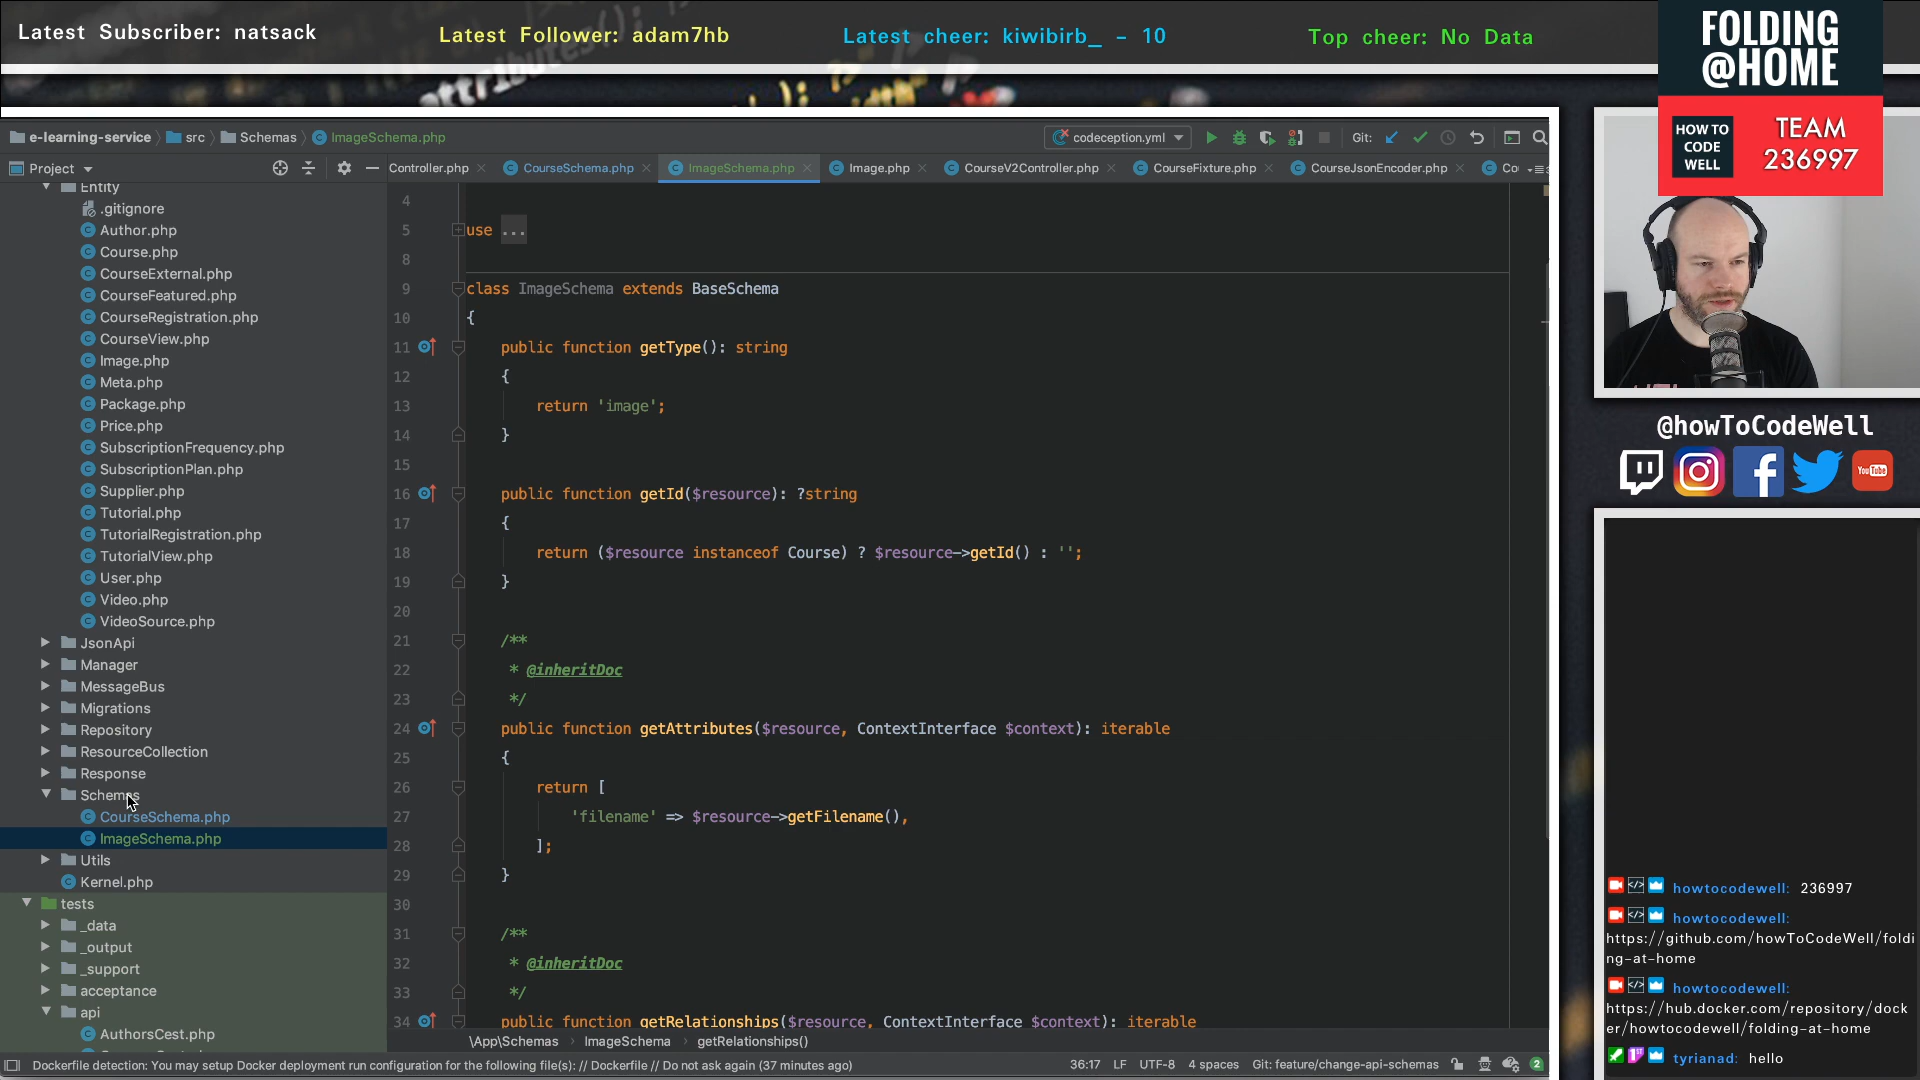 Latest Subscriber: natsack
Latest Follower: adam7hb
Latest cheer: kiwibirb_ - 10
Top cheer: No Data
FOLDING
@HOME
HOW TO
CODE
WELL
TEAM
236997
e-learning-service
src
Schemas
ImageSchema.php
codeception.yml
Git:
Project
Controller.php
CourseSchema.php
ImageSchema.php
Image.php
CourseV2Controller.php
CourseFixture.php
CourseJsonEncoder.php
Co
Entity
.gitignore
Author.php
Course.php
CourseExternal.php
CourseFeatured.php
CourseRegistration.php
CourseView.php
Image.php
Meta.php
Package.php
Price.php
SubscriptionFrequency.php
SubscriptionPlan.php
Supplier.php
Tutorial.php
TutorialRegistration.php
TutorialView.php
User.php
Video.php
VideoSource.php
JsonApi
Manager
MessageBus
Migrations
Repository
ResourceCollection
Response
Schemas
CourseSchema.php
ImageSchema.php
Utils
Kernel.php
tests
_data
_output
_support
acceptance
api
AuthorsCest.php
4
5 use ...
8
9 class ImageSchema extends BaseSchema
10 {
11 public function getType(): string
12 {
13 return 'image';
14 }
15
16 public function getId($resource): ?string
17 {
18 return ($resource instanceof Course) ? $resource->getId() : '';
19 }
20
21 /**
22 * @inheritDoc
23 */
24 public function getAttributes($resource, ContextInterface $context): iterable
25 {
26 return [
27 'filename' => $resource->getFilename(),
28 ];
29 }
30
31 /**
32 * @inheritDoc
33 */
34 public function getRelationships($resource, ContextInterface $context): iterable
\App\Schemas
ImageSchema
getRelationships()
Dockerfile detection: You may setup Docker deployment run configuration for the following file(s): // Dockerfile // Do not ask again (37 minutes ago)
36:17 LF UTF-8 4 spaces Git: feature/change-api-schemas
2
@howToCodeWell
You Tube
howtocodewell: 236997
howtocodewell:
https://github.com/howToCodeWell/foldi
ng-at-home
howtocodewell:
https://hub.docker.com/repository/dock
er/howtocodewell/folding-at-home
tyrianad: hello